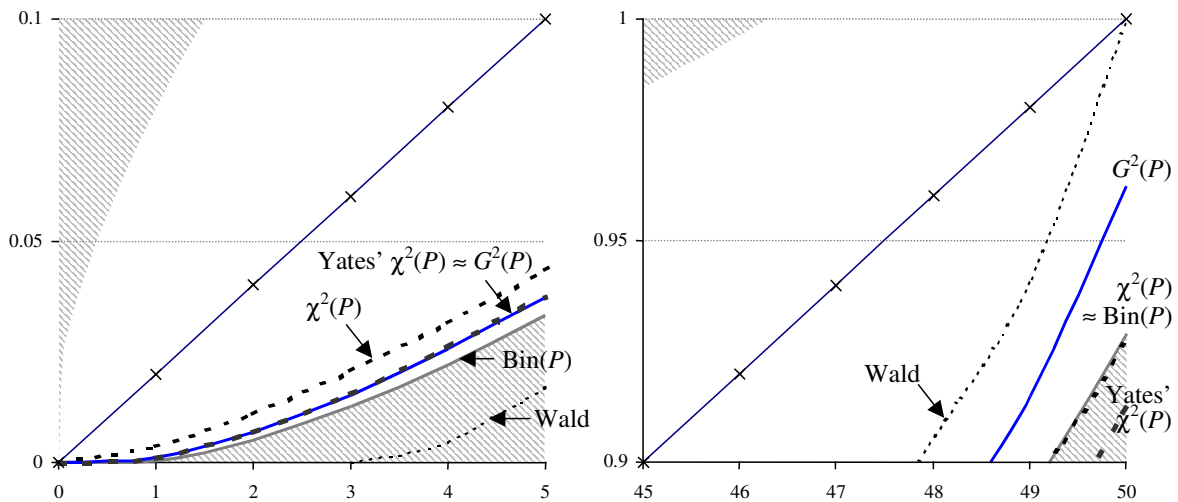 0.1
0.05
0
0 1 2 3 4 5
Yates’ χ²(P) ≈ G²(P)
χ²(P)
Bin(P)
Wald
1
0.95
0.9
45 46 47 48 49 50
G²(P)
χ²(P)
≈ Bin(P)
Wald
Yates’
χ²(P)